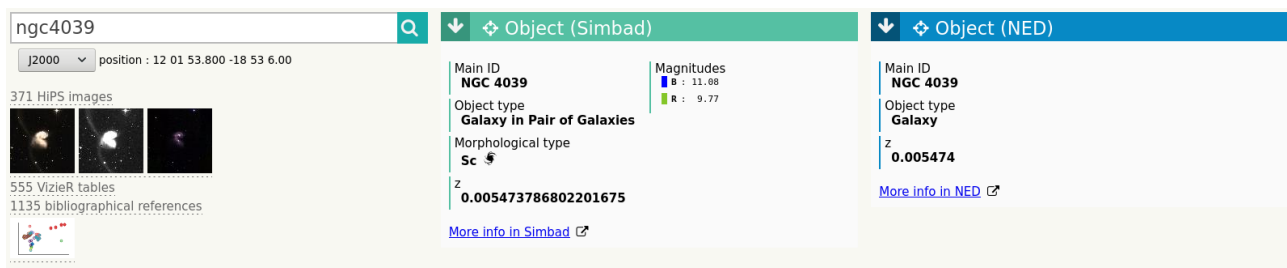 ngc4039
J2000 position : 12 01 53.800 -18 53 6.00
371 HiPS images
555 VizieR tables
1135 bibliographical references
Object (Simbad)
Main ID
NGC 4039
Object type
Galaxy in Pair of Galaxies
Morphological type
Sc
z
0.005473786802201675
More info in Simbad
Magnitudes
B : 11.08
R : 9.77
Object (NED)
Main ID
NGC 4039
Object type
Galaxy
z
0.005474
More info in NED